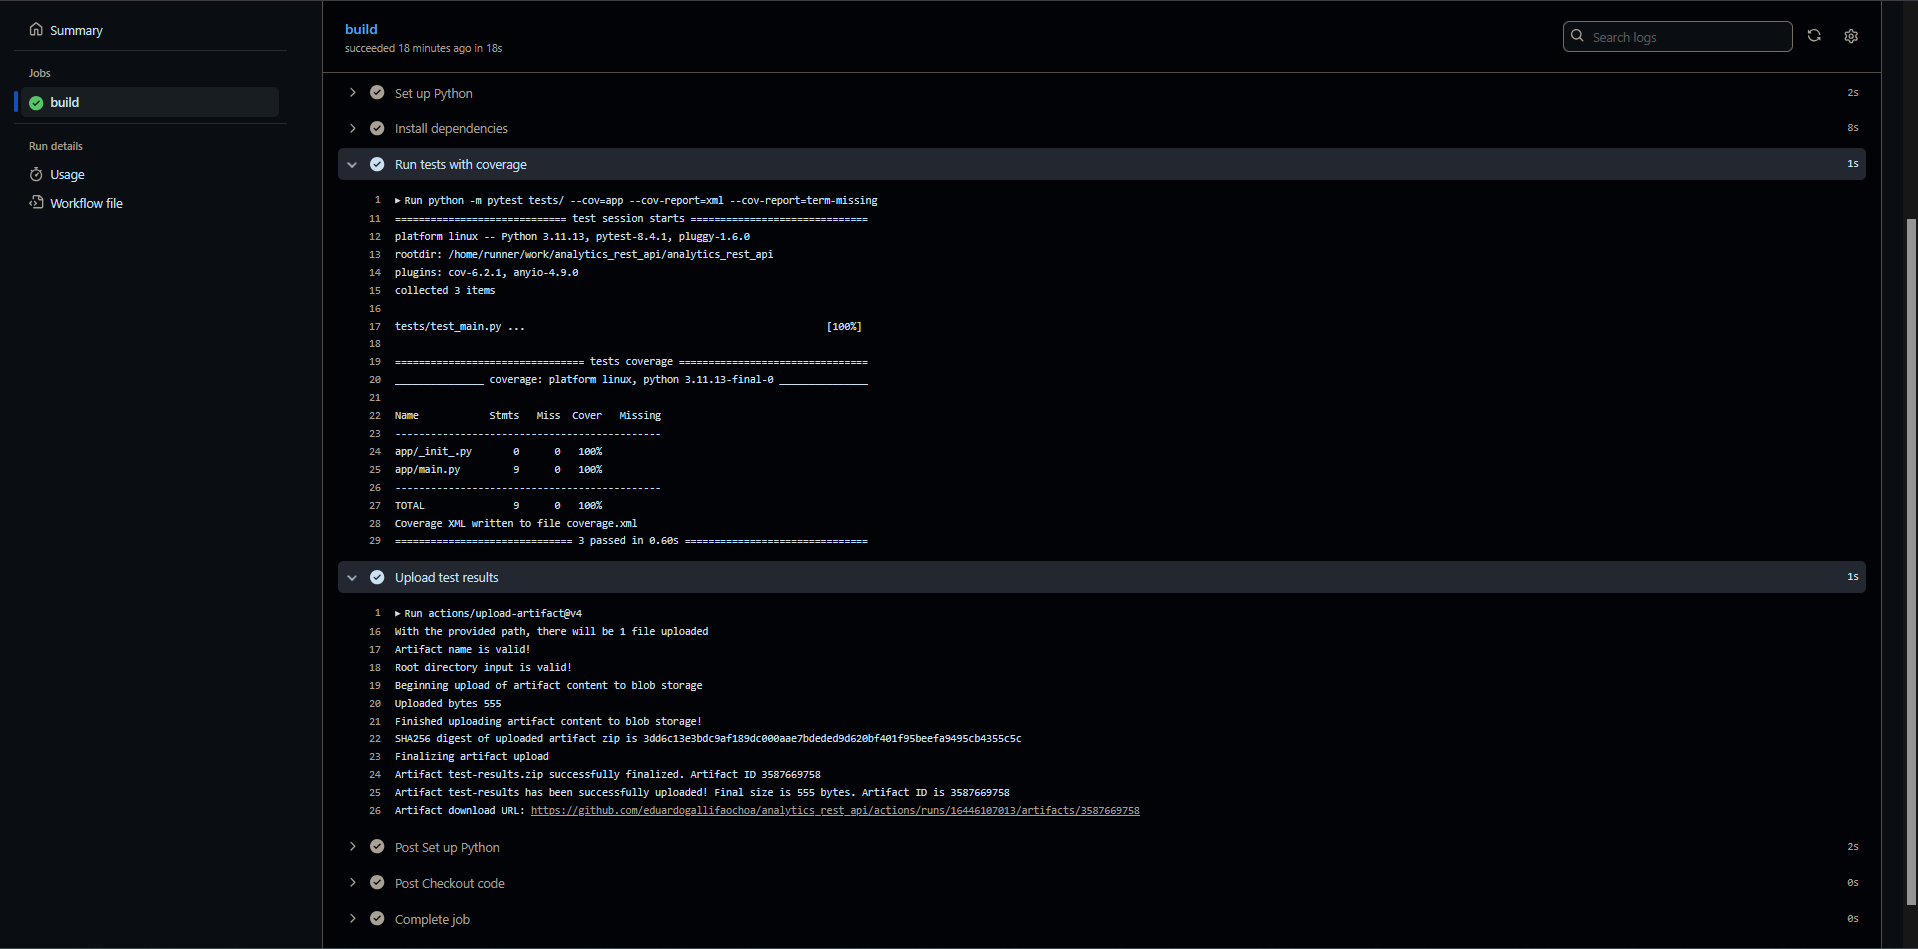 Summary
Jobs
build
Run details
Usage
Workflow file
build
succeeded 18 minutes ago in 18s
Search logs
Set up Python 2s
Install dependencies 8s
Run tests with coverage 1s
1 ▶ Run python -m pytest tests/ --cov=app --cov-report=xml --cov-report=term-missing
11 ============================= test session starts ==============================
12 platform linux -- Python 3.11.13, pytest-8.4.1, pluggy-1.6.0
13 rootdir: /home/runner/work/analytics_rest_api/analytics_rest_api
14 plugins: cov-6.2.1, anyio-4.9.0
15 collected 3 items
16
17 tests/test_main.py ... [100%]
18
19 ================================ tests coverage ================================
20 _______________ coverage: platform linux, python 3.11.13-final-0 _______________
21
22 Name Stmts Miss Cover Missing
23 ---------------------------------------------
24 app/_init_.py 0 0 100%
25 app/main.py 9 0 100%
26 ---------------------------------------------
27 TOTAL 9 0 100%
28 Coverage XML written to file coverage.xml
29 ============================== 3 passed in 0.60s ===============================
Upload test results 1s
1 ▶ Run actions/upload-artifact@v4
16 With the provided path, there will be 1 file uploaded
17 Artifact name is valid!
18 Root directory input is valid!
19 Beginning upload of artifact content to blob storage
20 Uploaded bytes 555
21 Finished uploading artifact content to blob storage!
22 SHA256 digest of uploaded artifact zip is 3dd6c13e3bdc9af189dc000aae7bdeded9d620bf401f95beefa9495cb4355c5c
23 Finalizing artifact upload
24 Artifact test-results.zip successfully finalized. Artifact ID 3587669758
25 Artifact test-results has been successfully uploaded! Final size is 555 bytes. Artifact ID is 3587669758
26 Artifact download URL: https://github.com/eduardogallifaochoa/analytics_rest_api/actions/runs/16446107013/artifacts/3587669758
Post Set up Python 2s
Post Checkout code 0s
Complete job 0s